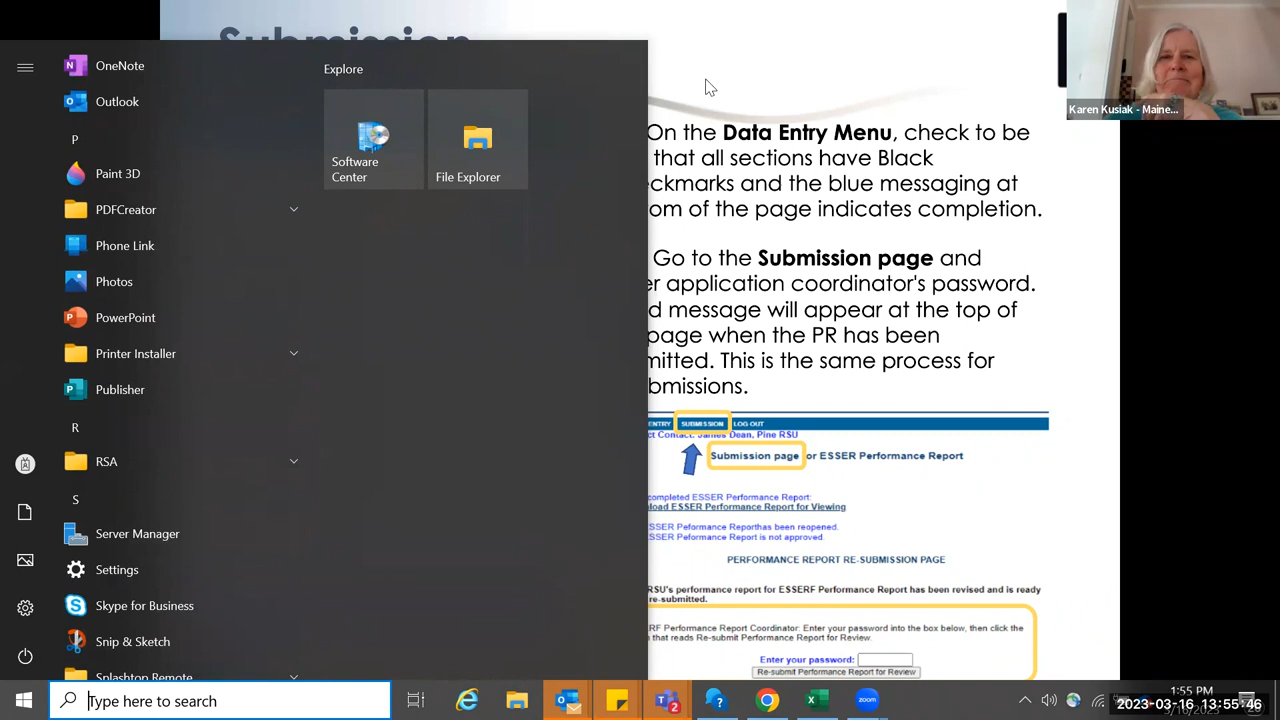 Submission
OneNote
Outlook
P
Paint 3D
PDFCreator
Phone Link
Photos
PowerPoint
Printer Installer
Publisher
R
RSA
S
Server Manager
Settings
Skype for Business
Snip & Sketch
Splashtop Remote
Explore
Software
Center
File Explorer
Karen Kusiak - Maine...
On the Data Entry Menu, check to be
that all sections have Black
eckmarks and the blue messaging at
om of the page indicates completion.
Go to the Submission page and
er application coordinator's password.
d message will appear at the top of
page when the PR has been
mitted. This is the same process for
bmissions.
ENTRY SUBMISSION LOG OUT
ct Contact: James Dean, Pine RSU
Submission page or ESSER Performance Report
completed ESSER Performance Report:
load ESSER Performance Report for Viewing
SSER Peformance Reporthas been reopened.
SSER Peformance Report is not approved.
PERFORMANCE REPORT RE-SUBMISSION PAGE
RSU's performance report for ESSERF Performance Report has been revised and is ready
re-submitted.
RF Performance Report Coordinator: Enter your password into the box below, then click the
n that reads Re-submit Performance Report for Review.
Enter your password:
Re-submit Performance Report for Review
Type here to search
2
zoom
1:55 PM
2023-03-16 13:55:46